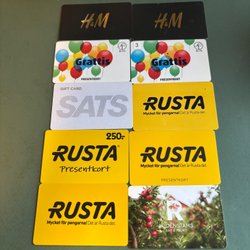 H&M
H&M
Grattis
PRESENTKORT
3
Grattis
PRESENTKORT
GIFT CARD
SATS
RUSTA
Mycket för pengarna! Det är Rusta det.
250:-
RUSTA
Presentkort
RUSTA
Mycket för pengarna! Det är Rusta det.
PRESENTKORT
RUSTA
Mycket för pengarna! Det är Rusta det.
R